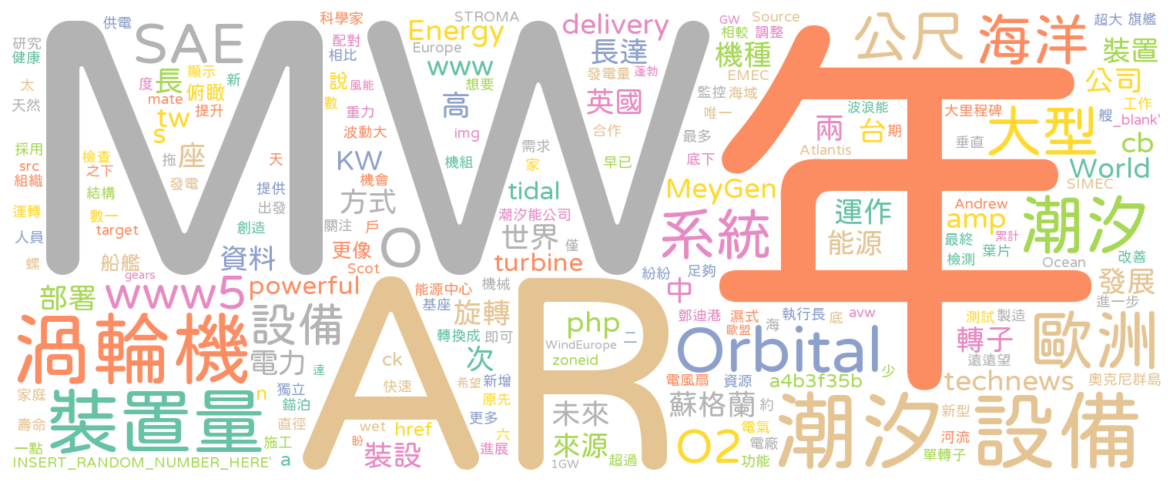 MW
年
AR
SAE
Energy
STROMA
Europe
delivery
GW
Source
超大
旗艦
供電
科學家
配對
相比
www
長達
機種
相較
調整
公尺
海洋
裝置
研究
健康
顯示
新
度
長
俯瞰
mate
提升
tw
s
說
數
風能
想要
高
發電量
蓬勃
英國
EMEC
監控
海域
唯一
公司
太
天然
重力
波動大
img
合作
最多
波浪能
大里程碑
艘
工作
_blank'
兩
台
期
大型
垂直
cb
採用
src
組織
檢查
之下
拖
座
天
KW
機組
需求
家
早已
底下
Atlantis
World
結構
發電
提供
機會
tidal
MeyGen
SIMEC
運轉
數一
target
創造
出發
方式
戶
潮汐能公司
運作
Andrew
amp
潮汐
人員
關注
O
世界
僅
系統
能源
最終
葉片
累計
檢測
改善
螺
船艦
資料
更像
Scot
turbine
紛紛
足夠
Ocean
gears
部署
www5
powerful
能源中心
機械
中
發展
進一步
基座
旋轉
鄧迪港
濕式
執行長
底
avw
測試
製造
渦輪機
設備
轉換成
即可
php
二
Orbital
歐盟
海
轉子
歐洲
電力
達
次
WindEurope
zoneid
少
遠遠望
家庭
獨立
n
ck
快速
希望
新增
電風扇
資源
a4b3f35b
technews
奧克尼群島
裝置量
錨泊
原先
未來
蘇格蘭
約
新型
壽命
直徑
wet
href
更多
六
來源
O2
電氣
電廠
潮汐設備
河流
一點
施工
盼
進展
超過
功能
單轉子
INSERT_RANDOM_NUMBER_HERE'
a
裝設
1GW